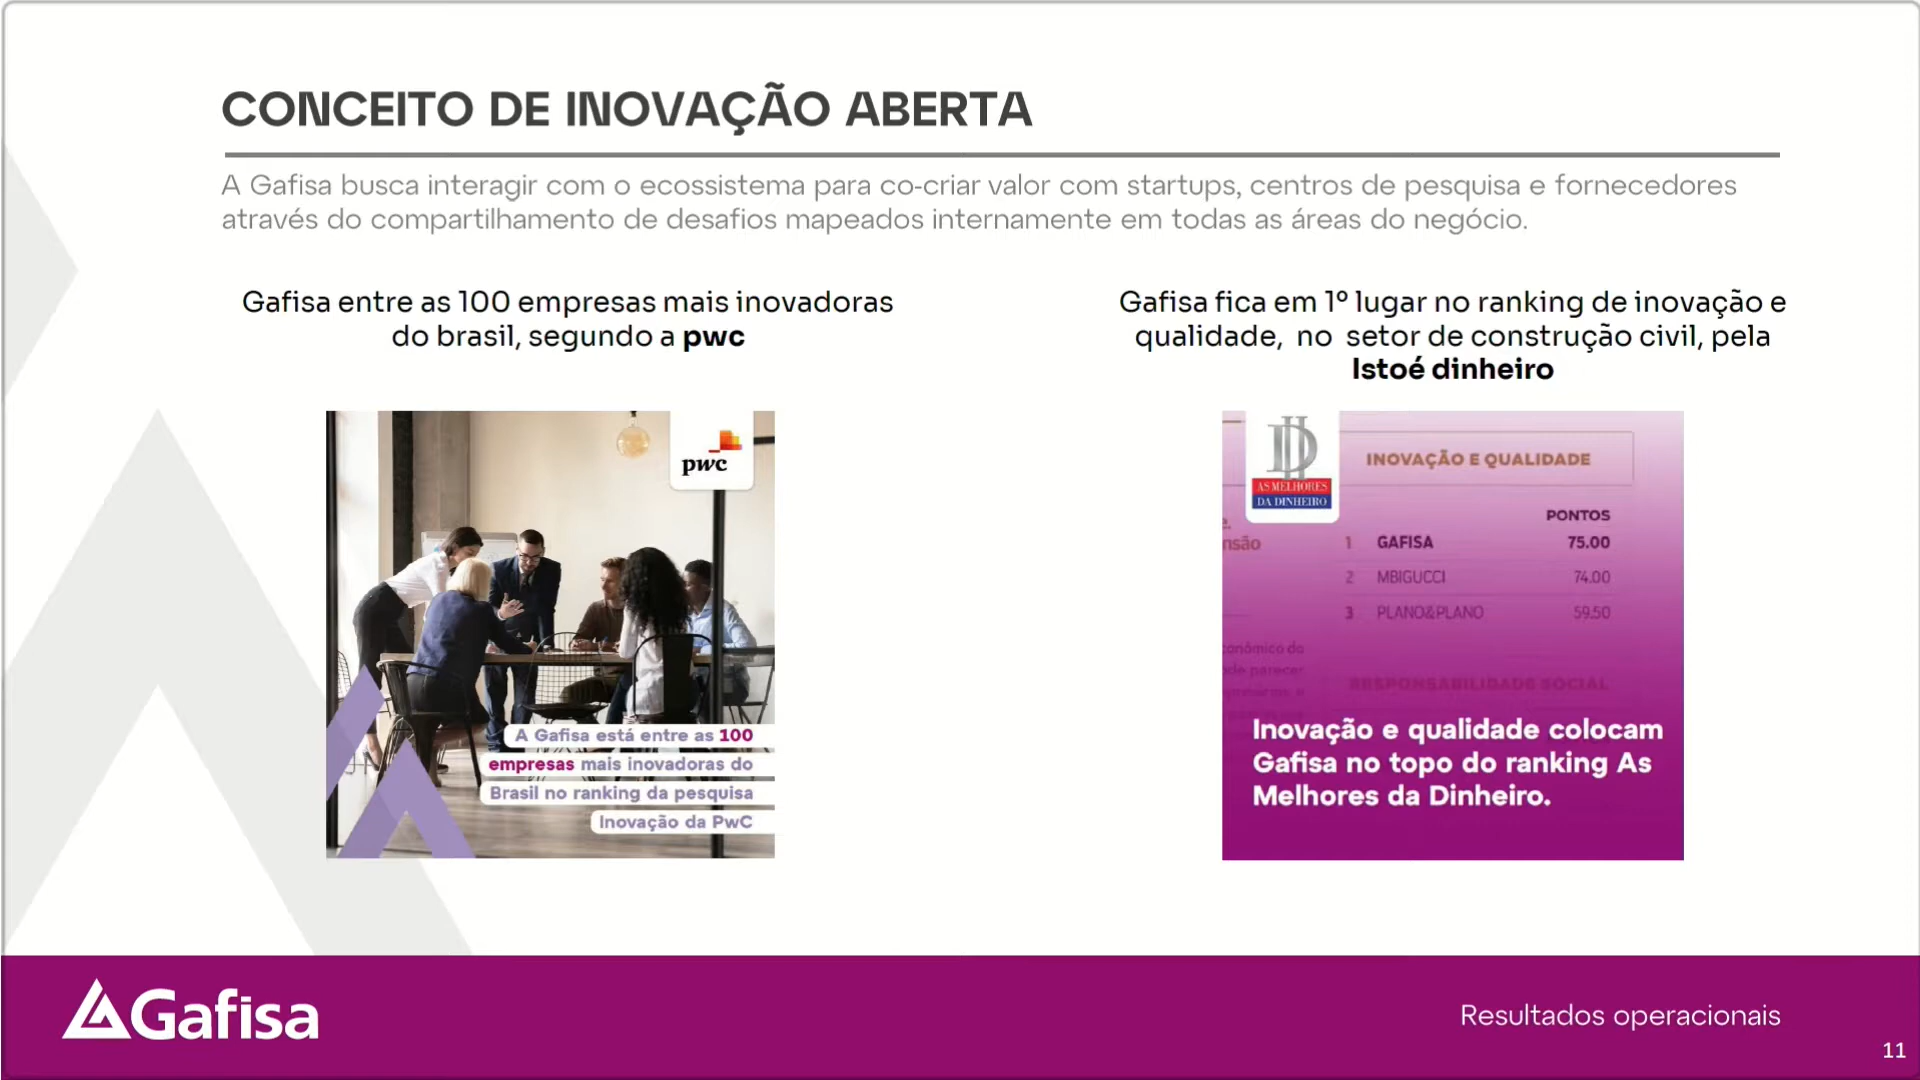 CONCEITO DE INOVAÇÃO ABERTA
A Gafisa busca interagir com o ecossistema para co-criar valor com startups, centros de pesquisa e fornecedores
através do compartilhamento de desafios mapeados internamente em todas as áreas do negócio.
Gafisa entre as 100 empresas mais inovadoras
do brasil, segundo a pwc
pwc
A Gafisa está entre as 100
empresas mais inovadoras do
Brasil no ranking da pesquisa
Inovação da PwC
Gafisa fica em 1º lugar no ranking de inovação e
qualidade, no setor de construção civil, pela
Istoé dinheiro
AS MELHORES
DA DINHEIRO
INOVAÇÃO E QUALIDADE
PONTOS
nsão
1 GAFISA 75.00
2 MBIGUCCI 74.00
3 PLANO&PLANO 59.50
onômico do
parecer
RESPONSABILIDADE SOCIAL
Inovação e qualidade colocam
Gafisa no topo do ranking As
Melhores da Dinheiro.
Gafisa
Resultados operacionais
11